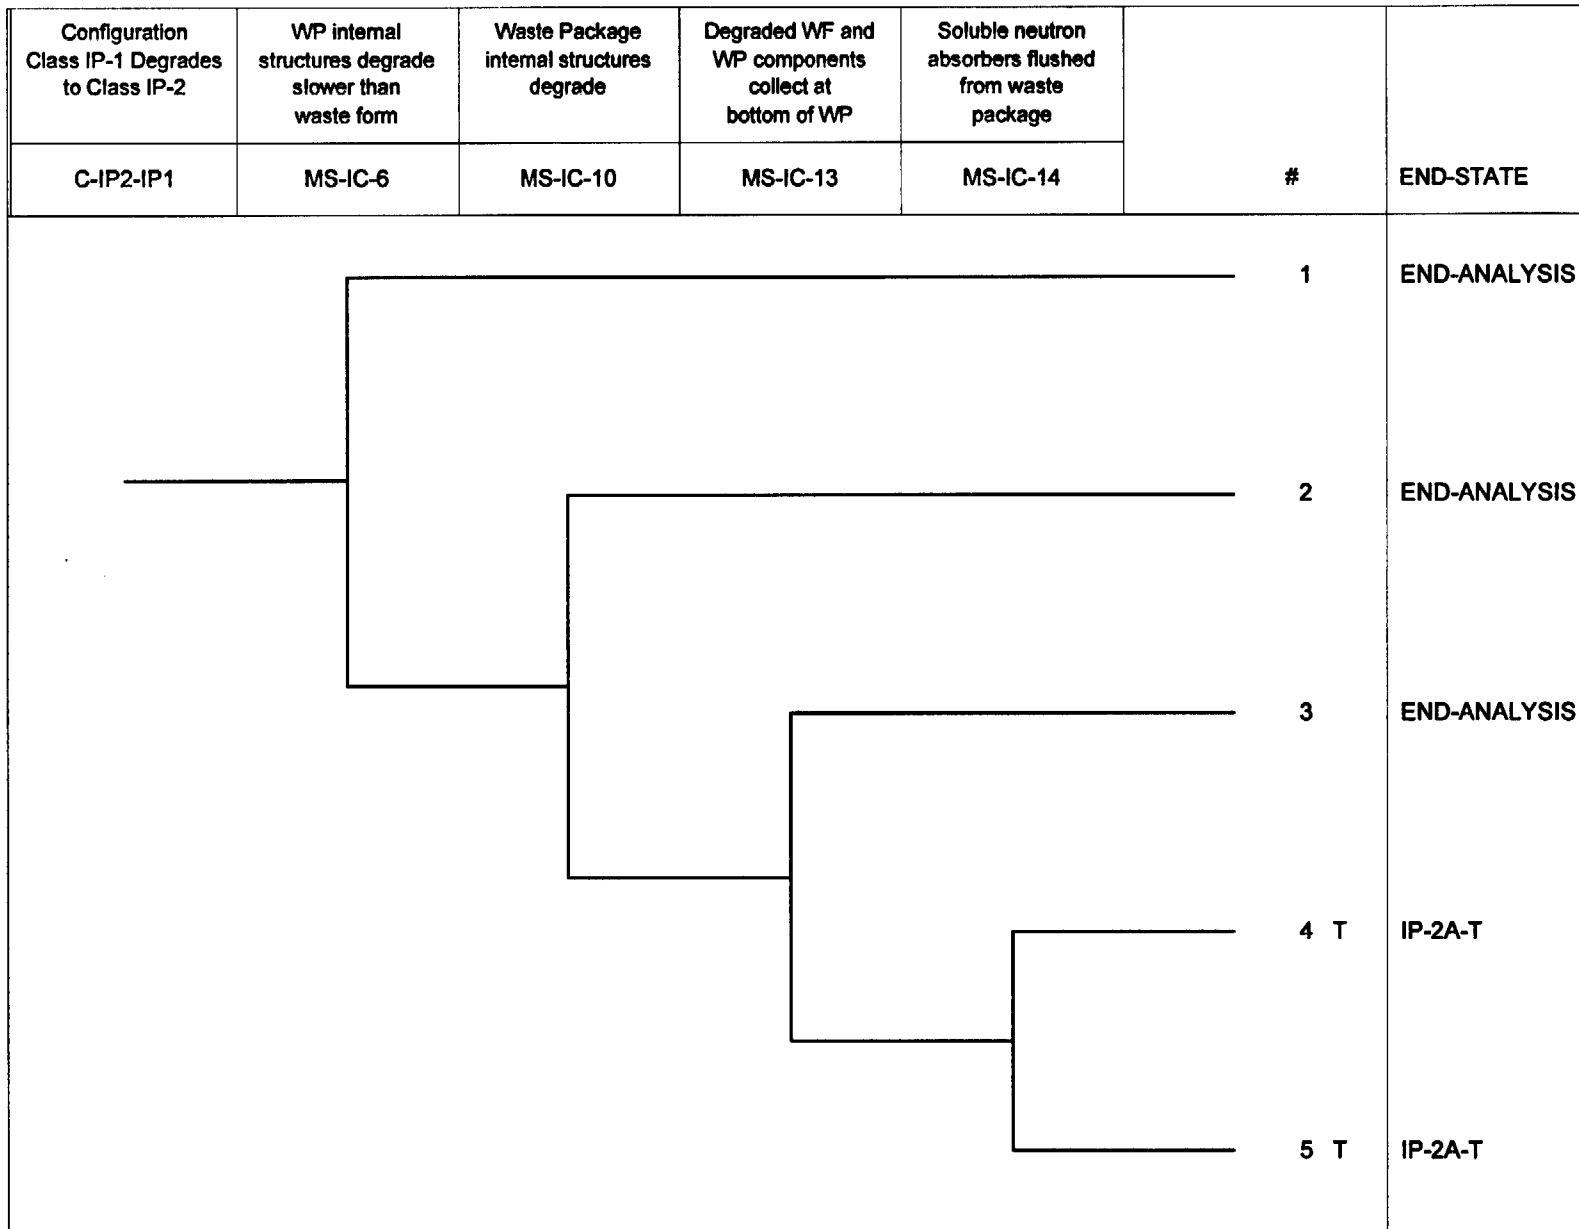 Configuration
Class IP-1 Degrades
to Class IP-2
WP internal
structures degrade
slower than
waste form
Waste Package
internal structures
degrade
Degraded WF and
WP components
collect at
bottom of WP
Soluble neutron
absorbers flushed
from waste
package
C-IP2-IP1
MS-IC-6
MS-IC-10
MS-IC-13
MS-IC-14
#
END-STATE
1 END-ANALYSIS
2 END-ANALYSIS
3 END-ANALYSIS
4 T IP-2A-T
5 T IP-2A-T